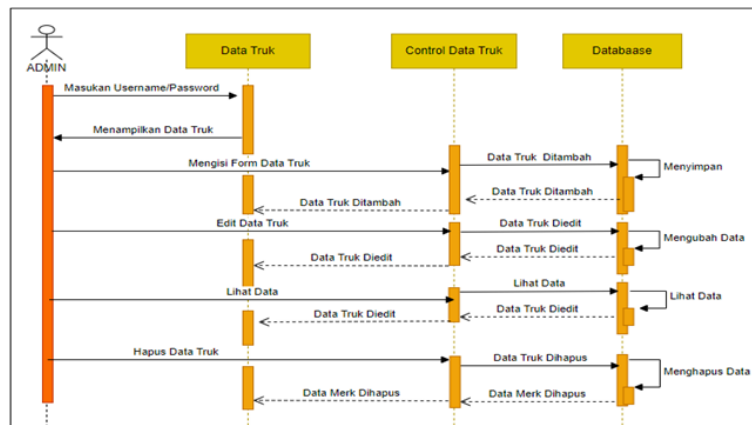 Data Truk
Control Data Truk
Databaase
ADMIN
Masukan Username/Password
Menampilkan Data Truk
Mengisi Form Data Truk
Data Truk Ditambah
Menyimpan
Data Truk Ditambah
Data Truk Ditambah
Edit Data Truk
Data Truk Diedit
Mengubah Data
Data Truk Diedit
Data Truk Diedit
Lihat Data
Lihat Data
Lihat Data
Data Truk Diedit
Data Truk Diedit
Hapus Data Truk
Data Truk Dihapus
Menghapus Data
Data Merk Dihapus
Data Merk Dihapus